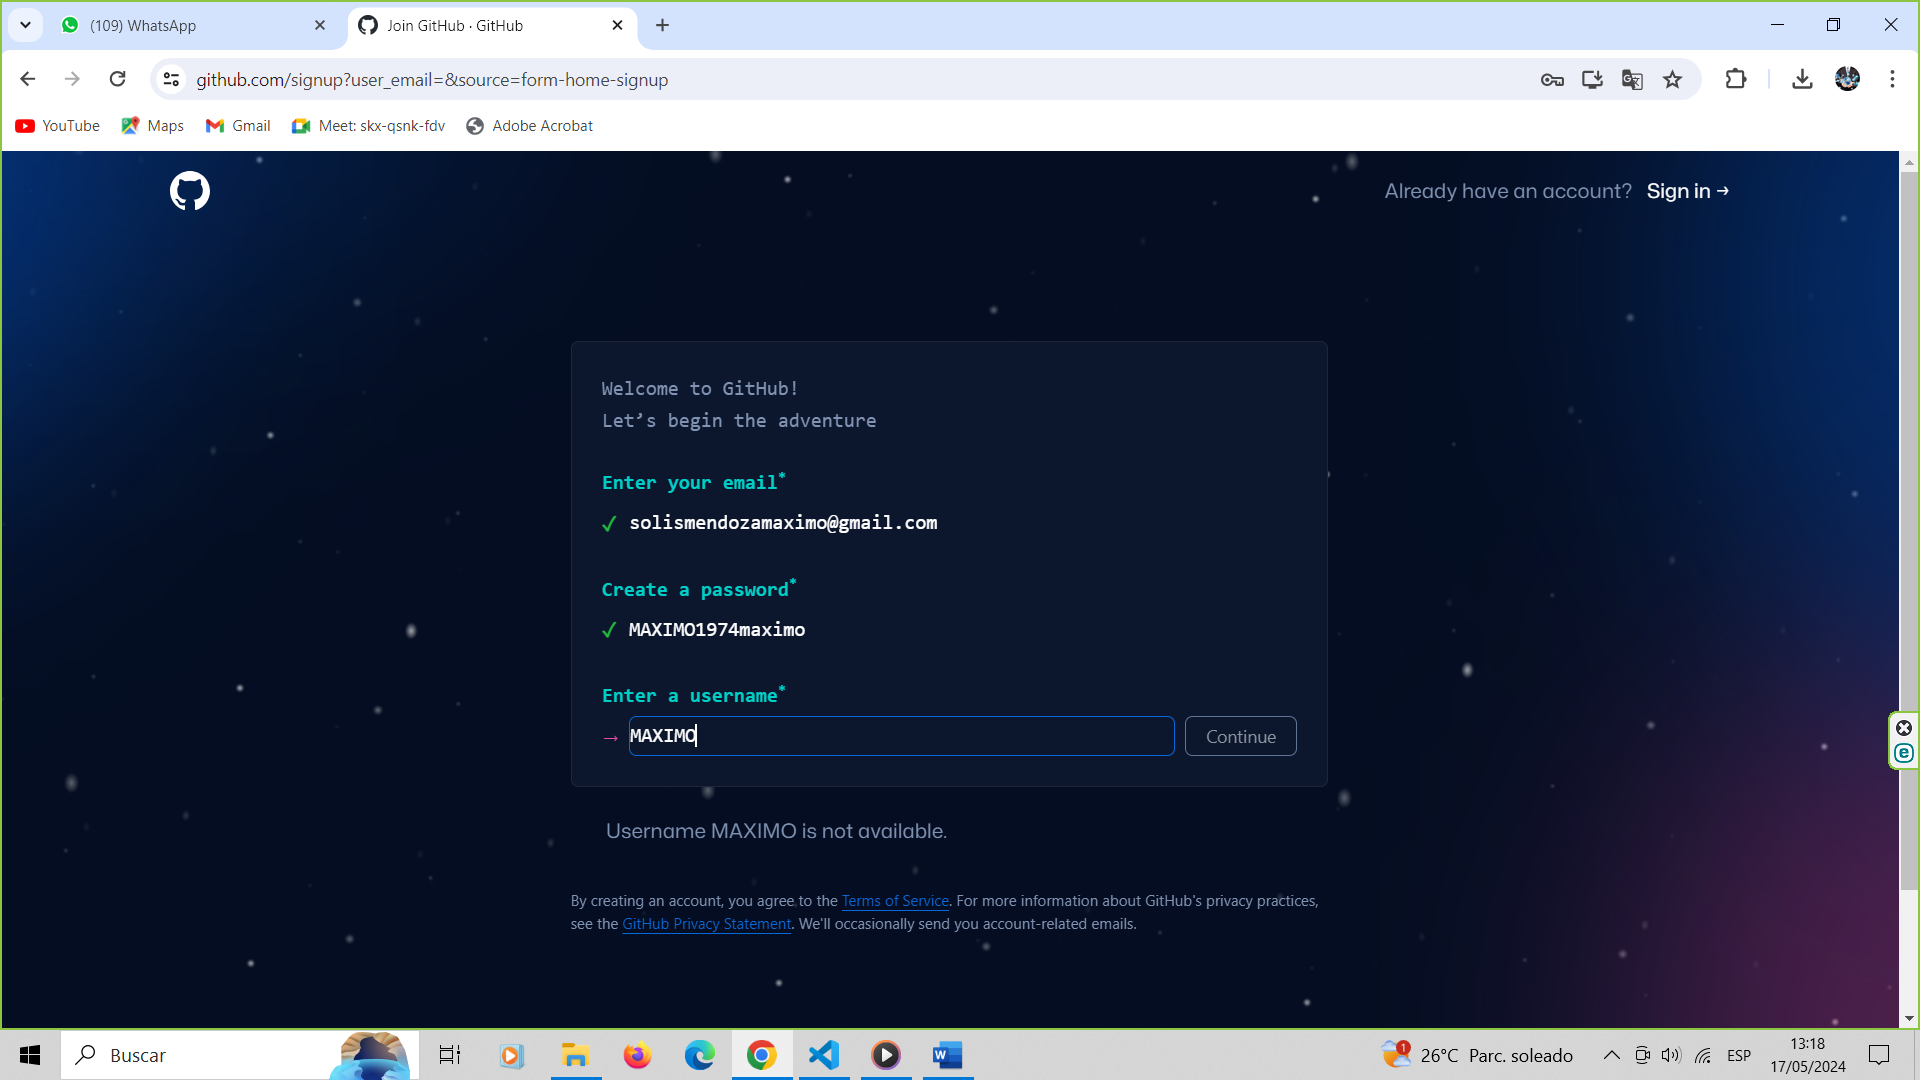 (109) WhatsApp
Join GitHub · GitHub
github.com/signup?user_email=&source=form-home-signup
YouTube
Maps
Gmail
Meet: skx-qsnk-fdv
Adobe Acrobat
Already have an account? Sign in →
Welcome to GitHub!
Let’s begin the adventure
Enter your email*
✓ solismendozamaximo@gmail.com
Create a password*
✓ MAXIMO1974maximo
Enter a username*
→ MAXIMO
Continue
Username MAXIMO is not available.
By creating an account, you agree to the Terms of Service. For more information about GitHub's privacy practices,
see the GitHub Privacy Statement. We'll occasionally send you account-related emails.
Buscar
1
26°C Parc. soleado
ESP
13:18
17/05/2024